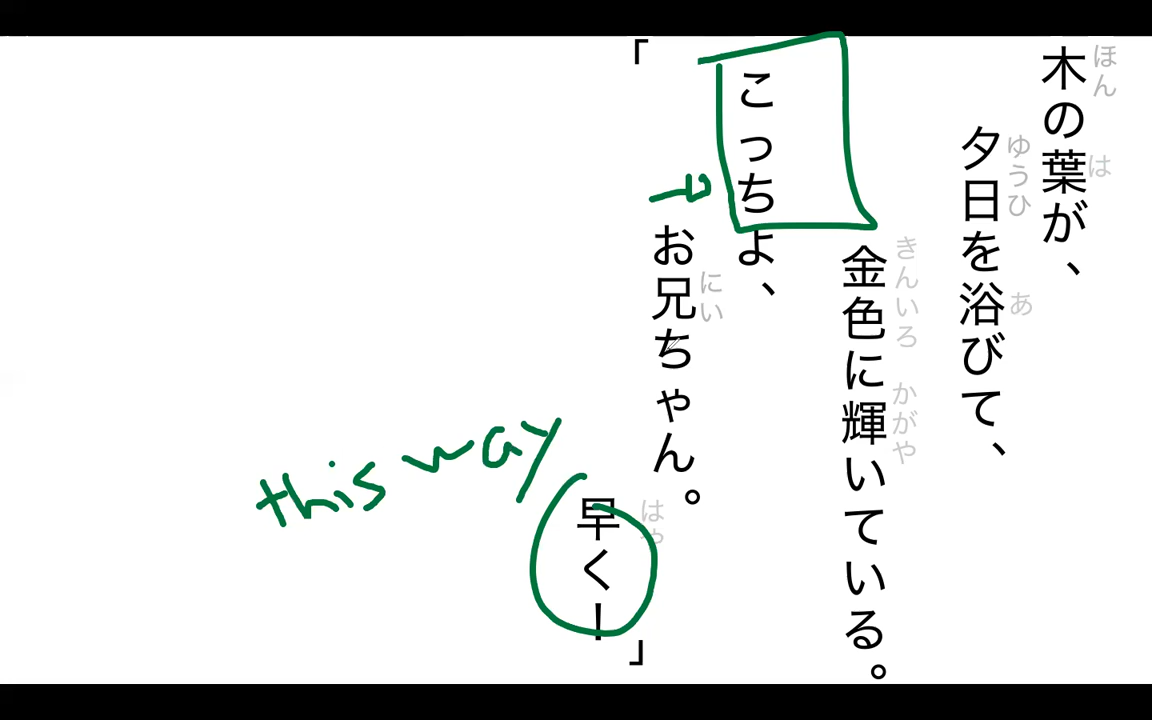 ほん
木の葉が、
は
ゆうひ
夕日を浴びて、
あ
きんいろ かがや
金色に輝いている。
「
こっちよ、
にい
お兄ちゃん。
はや
早く！
」
this way